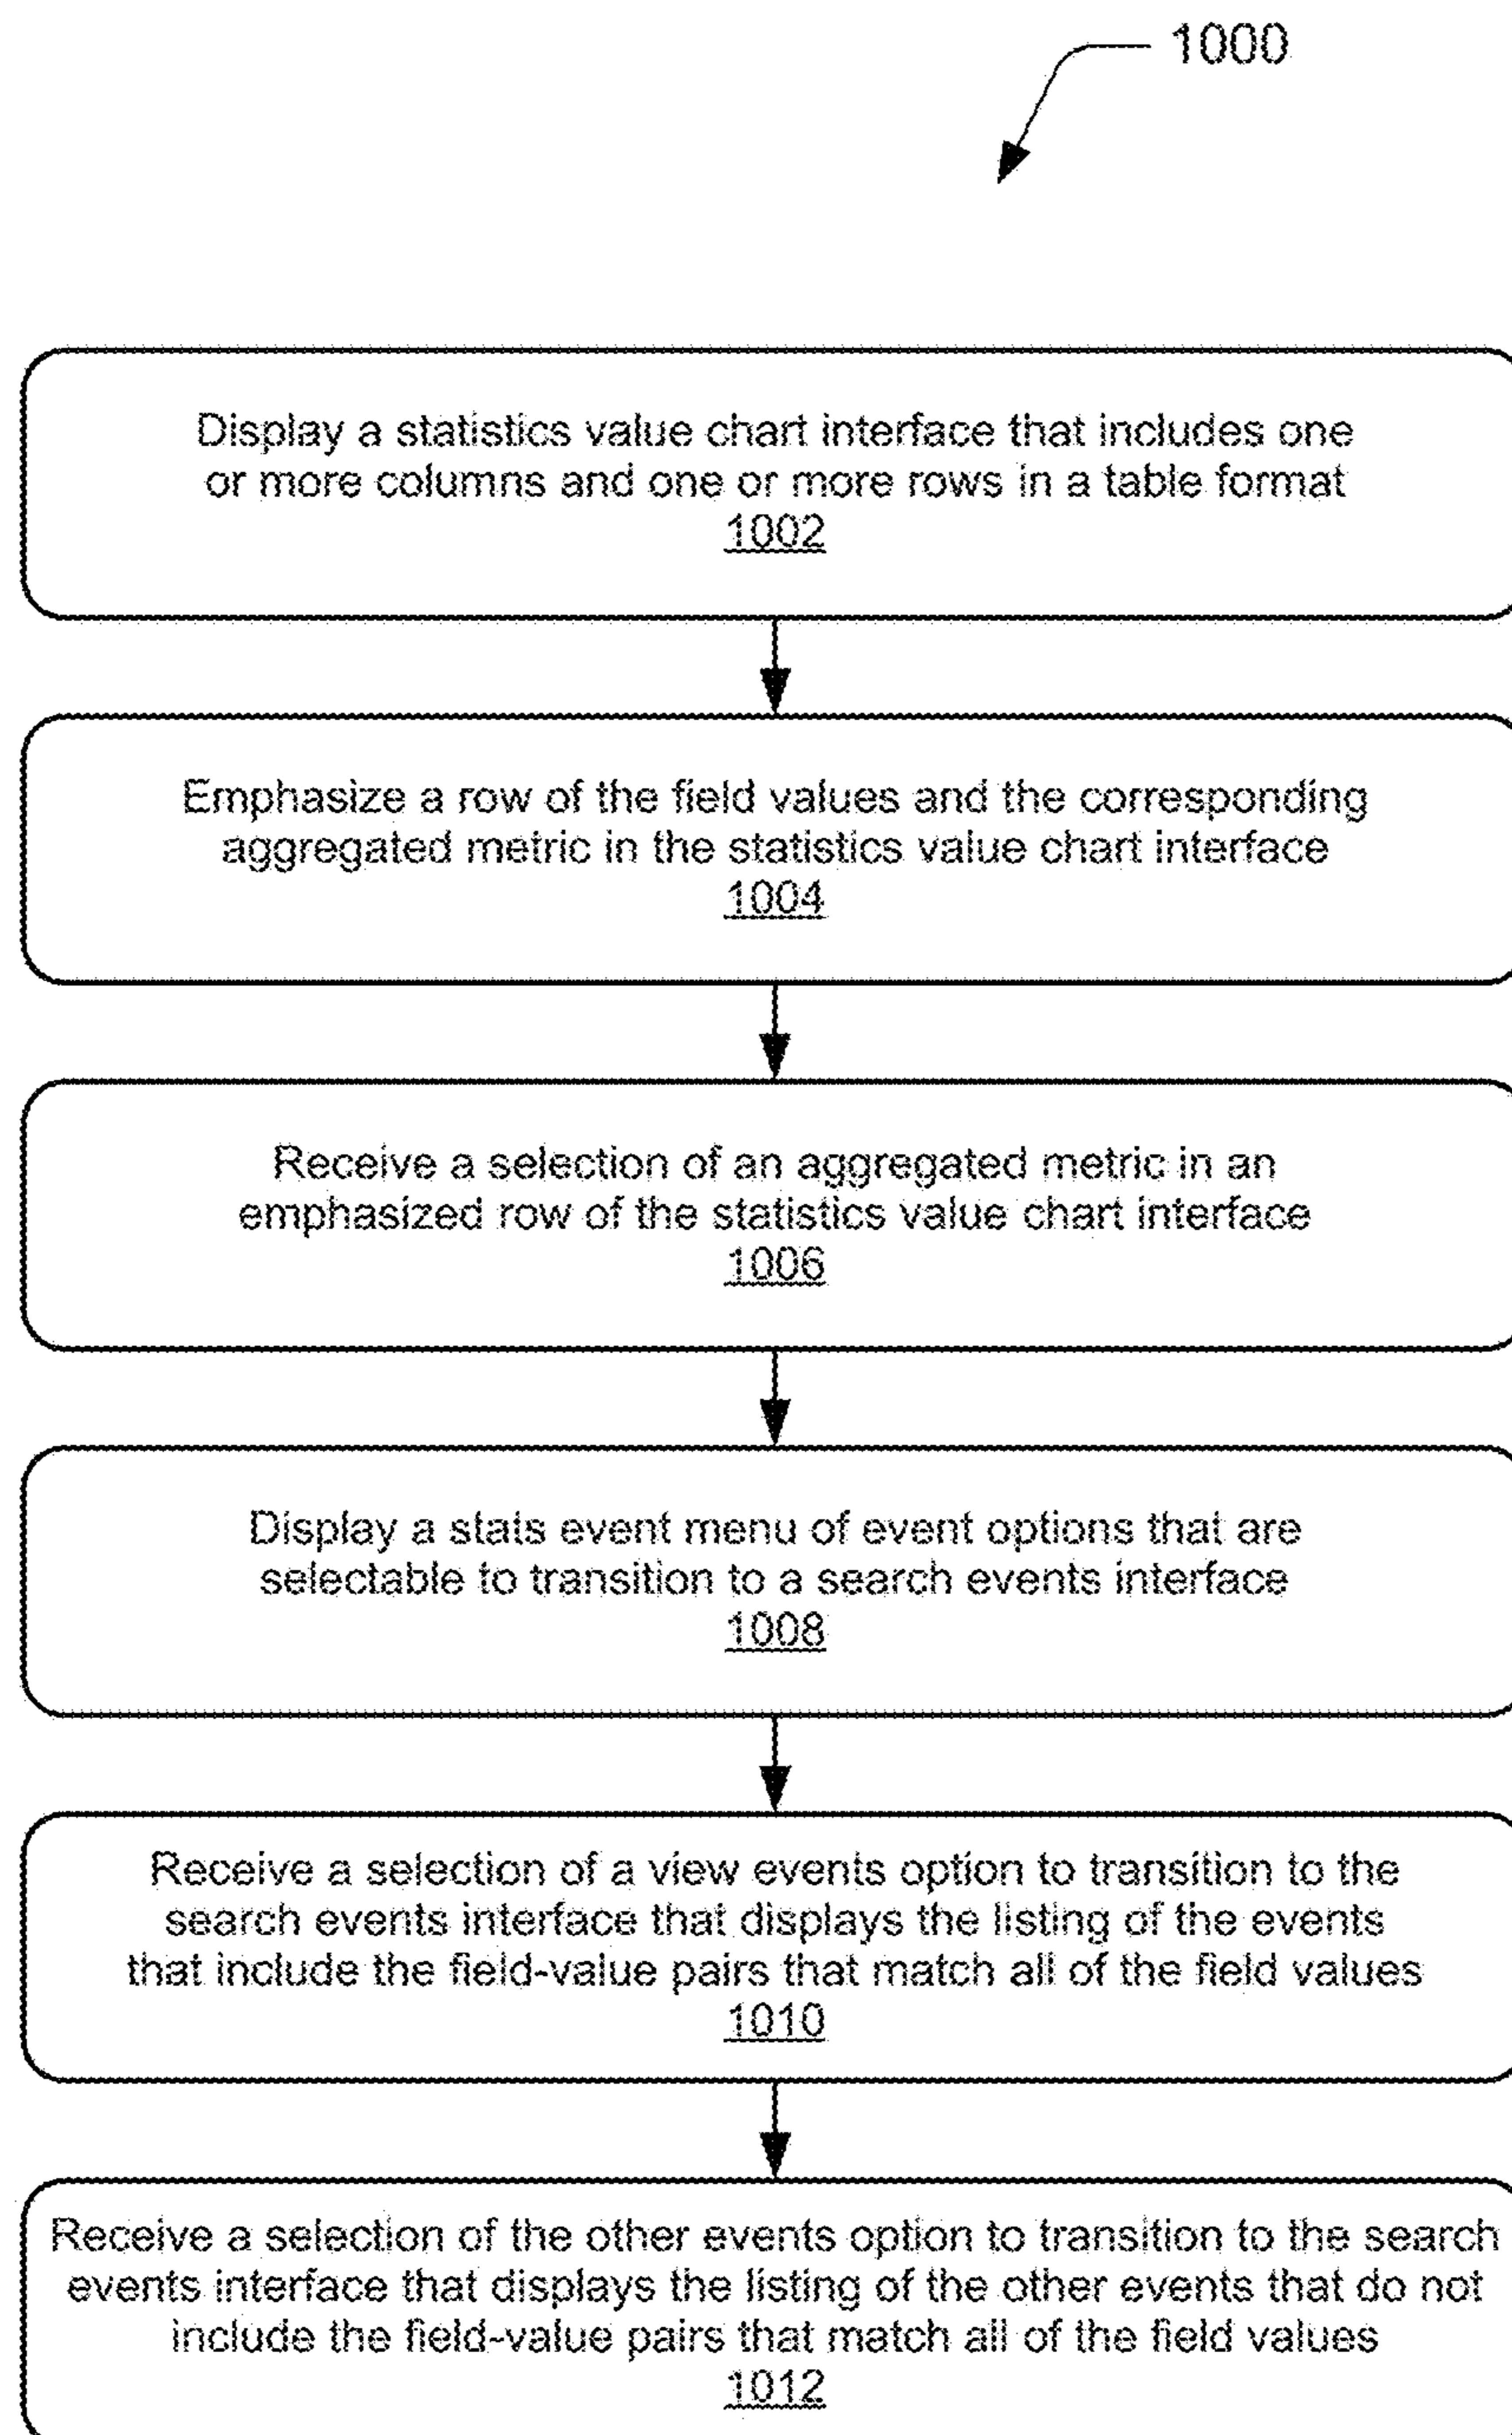 1000
Display a statistics value chart interface that includes one
or more columns and one or more rows in a table format
1002
Emphasize a row of the field values and the corresponding
aggregated metric in the statistics value chart interface
1004
Receive a selection of an aggregated metric in an
emphasized row of the statistics value chart interface
1006
Display a stats event menu of event options that are
selectable to transition to a search events interface
1008
Receive a selection of a view events option to transition to the
search events interface that displays the listing of the events
that include the field-value pairs that match all of the field values
1010
Receive a selection of the other events option to transition to the search
events interface that displays the listing of the other events that do not
include the field-value pairs that match all of the field values
1012